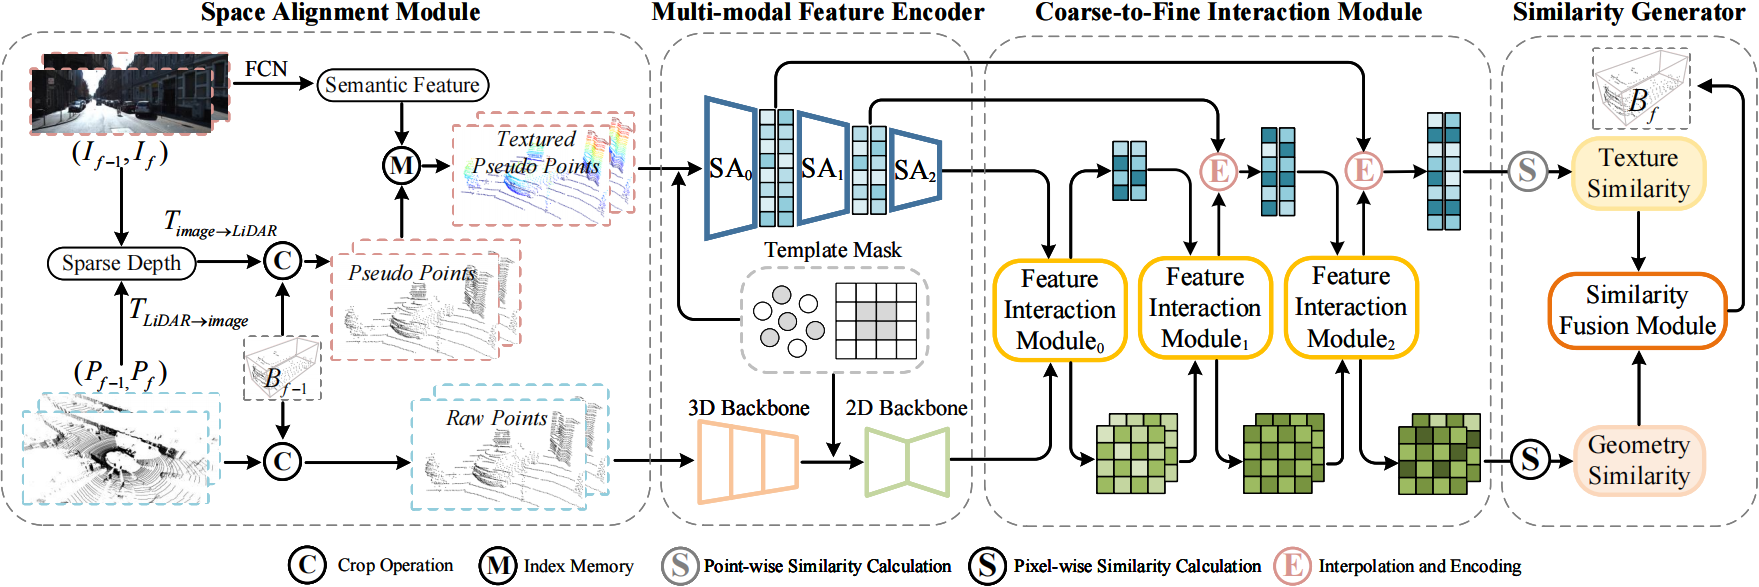 Space Alignment Module
Multi-modal Feature Encoder
Coarse-to-Fine Interaction Module
Similarity Generator
FCN
Semantic Feature
(I_{f-1}, I_f)
M
Textured
Pseudo Points
T_{image→LiDAR}
Sparse Depth
C
Pseudo Points
T_{LiDAR→image}
(P_{f-1}, P_f)
B_{f-1}
C
Raw Points
SA_0
SA_1
SA_2
Template Mask
3D Backbone
2D Backbone
E
E
Feature
Interaction
Module_0
Feature
Interaction
Module_1
Feature
Interaction
Module_2
B_f
S
Texture
Similarity
Similarity
Fusion Module
S
Geometry
Similarity
C Crop Operation
M Index Memory
S Point-wise Similarity Calculation
S Pixel-wise Similarity Calculation
E Interpolation and Encoding